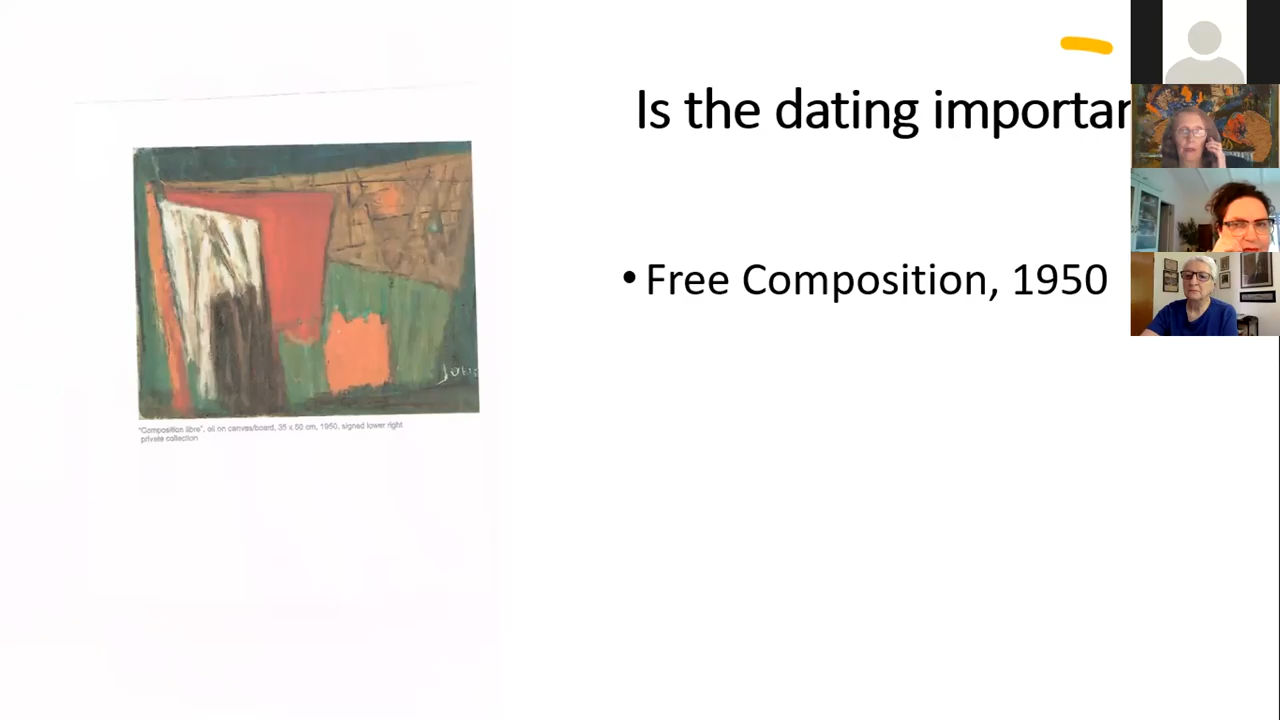 Is the dating importan
• Free Composition, 1950
"Composition libre", oil on canvas/board, 35 x 50 cm, 1950, signed lower right
private collection